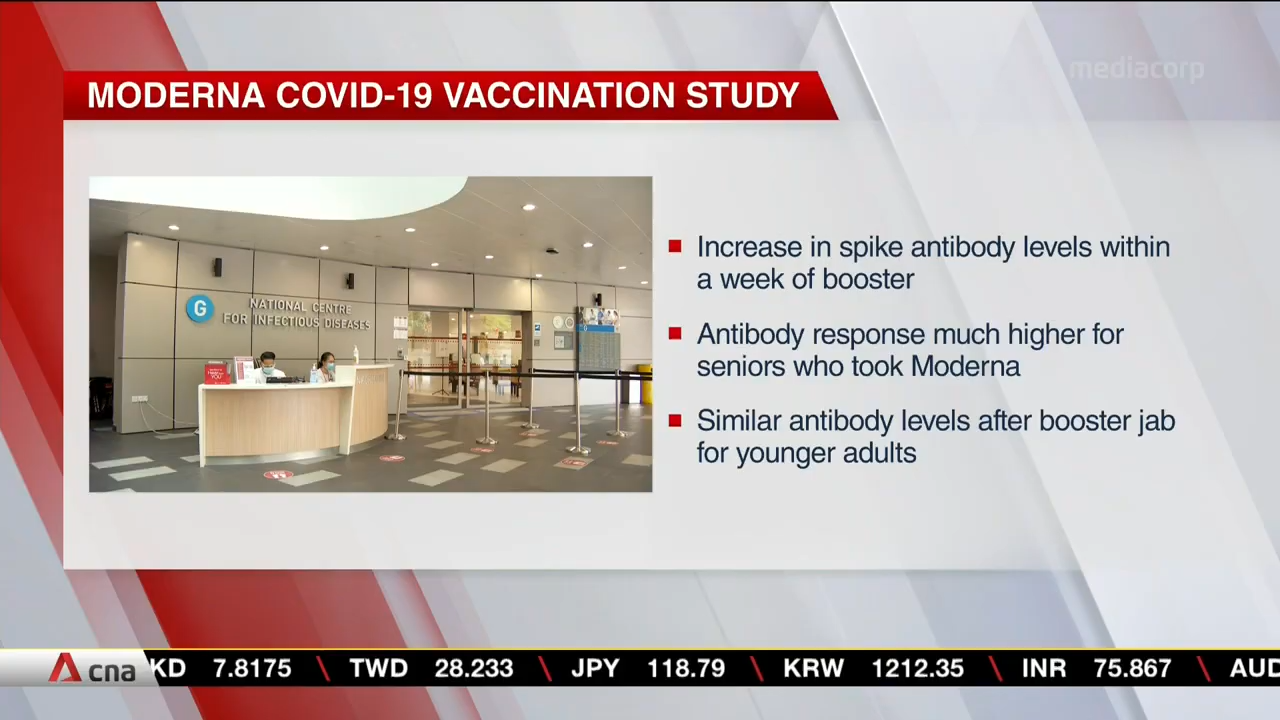 mediacorp
MODERNA COVID-19 VACCINATION STUDY
G
NATIONAL CENTRE
FOR INFECTIOUS DISEASES
Increase in spike antibody levels within
a week of booster
Antibody response much higher for
seniors who took Moderna
Similar antibody levels after booster jab
for younger adults
cna KD 7.8175 \ TWD 28.233 \ JPY 118.79 \ KRW 1212.35 \ INR 75.867 \ AUD